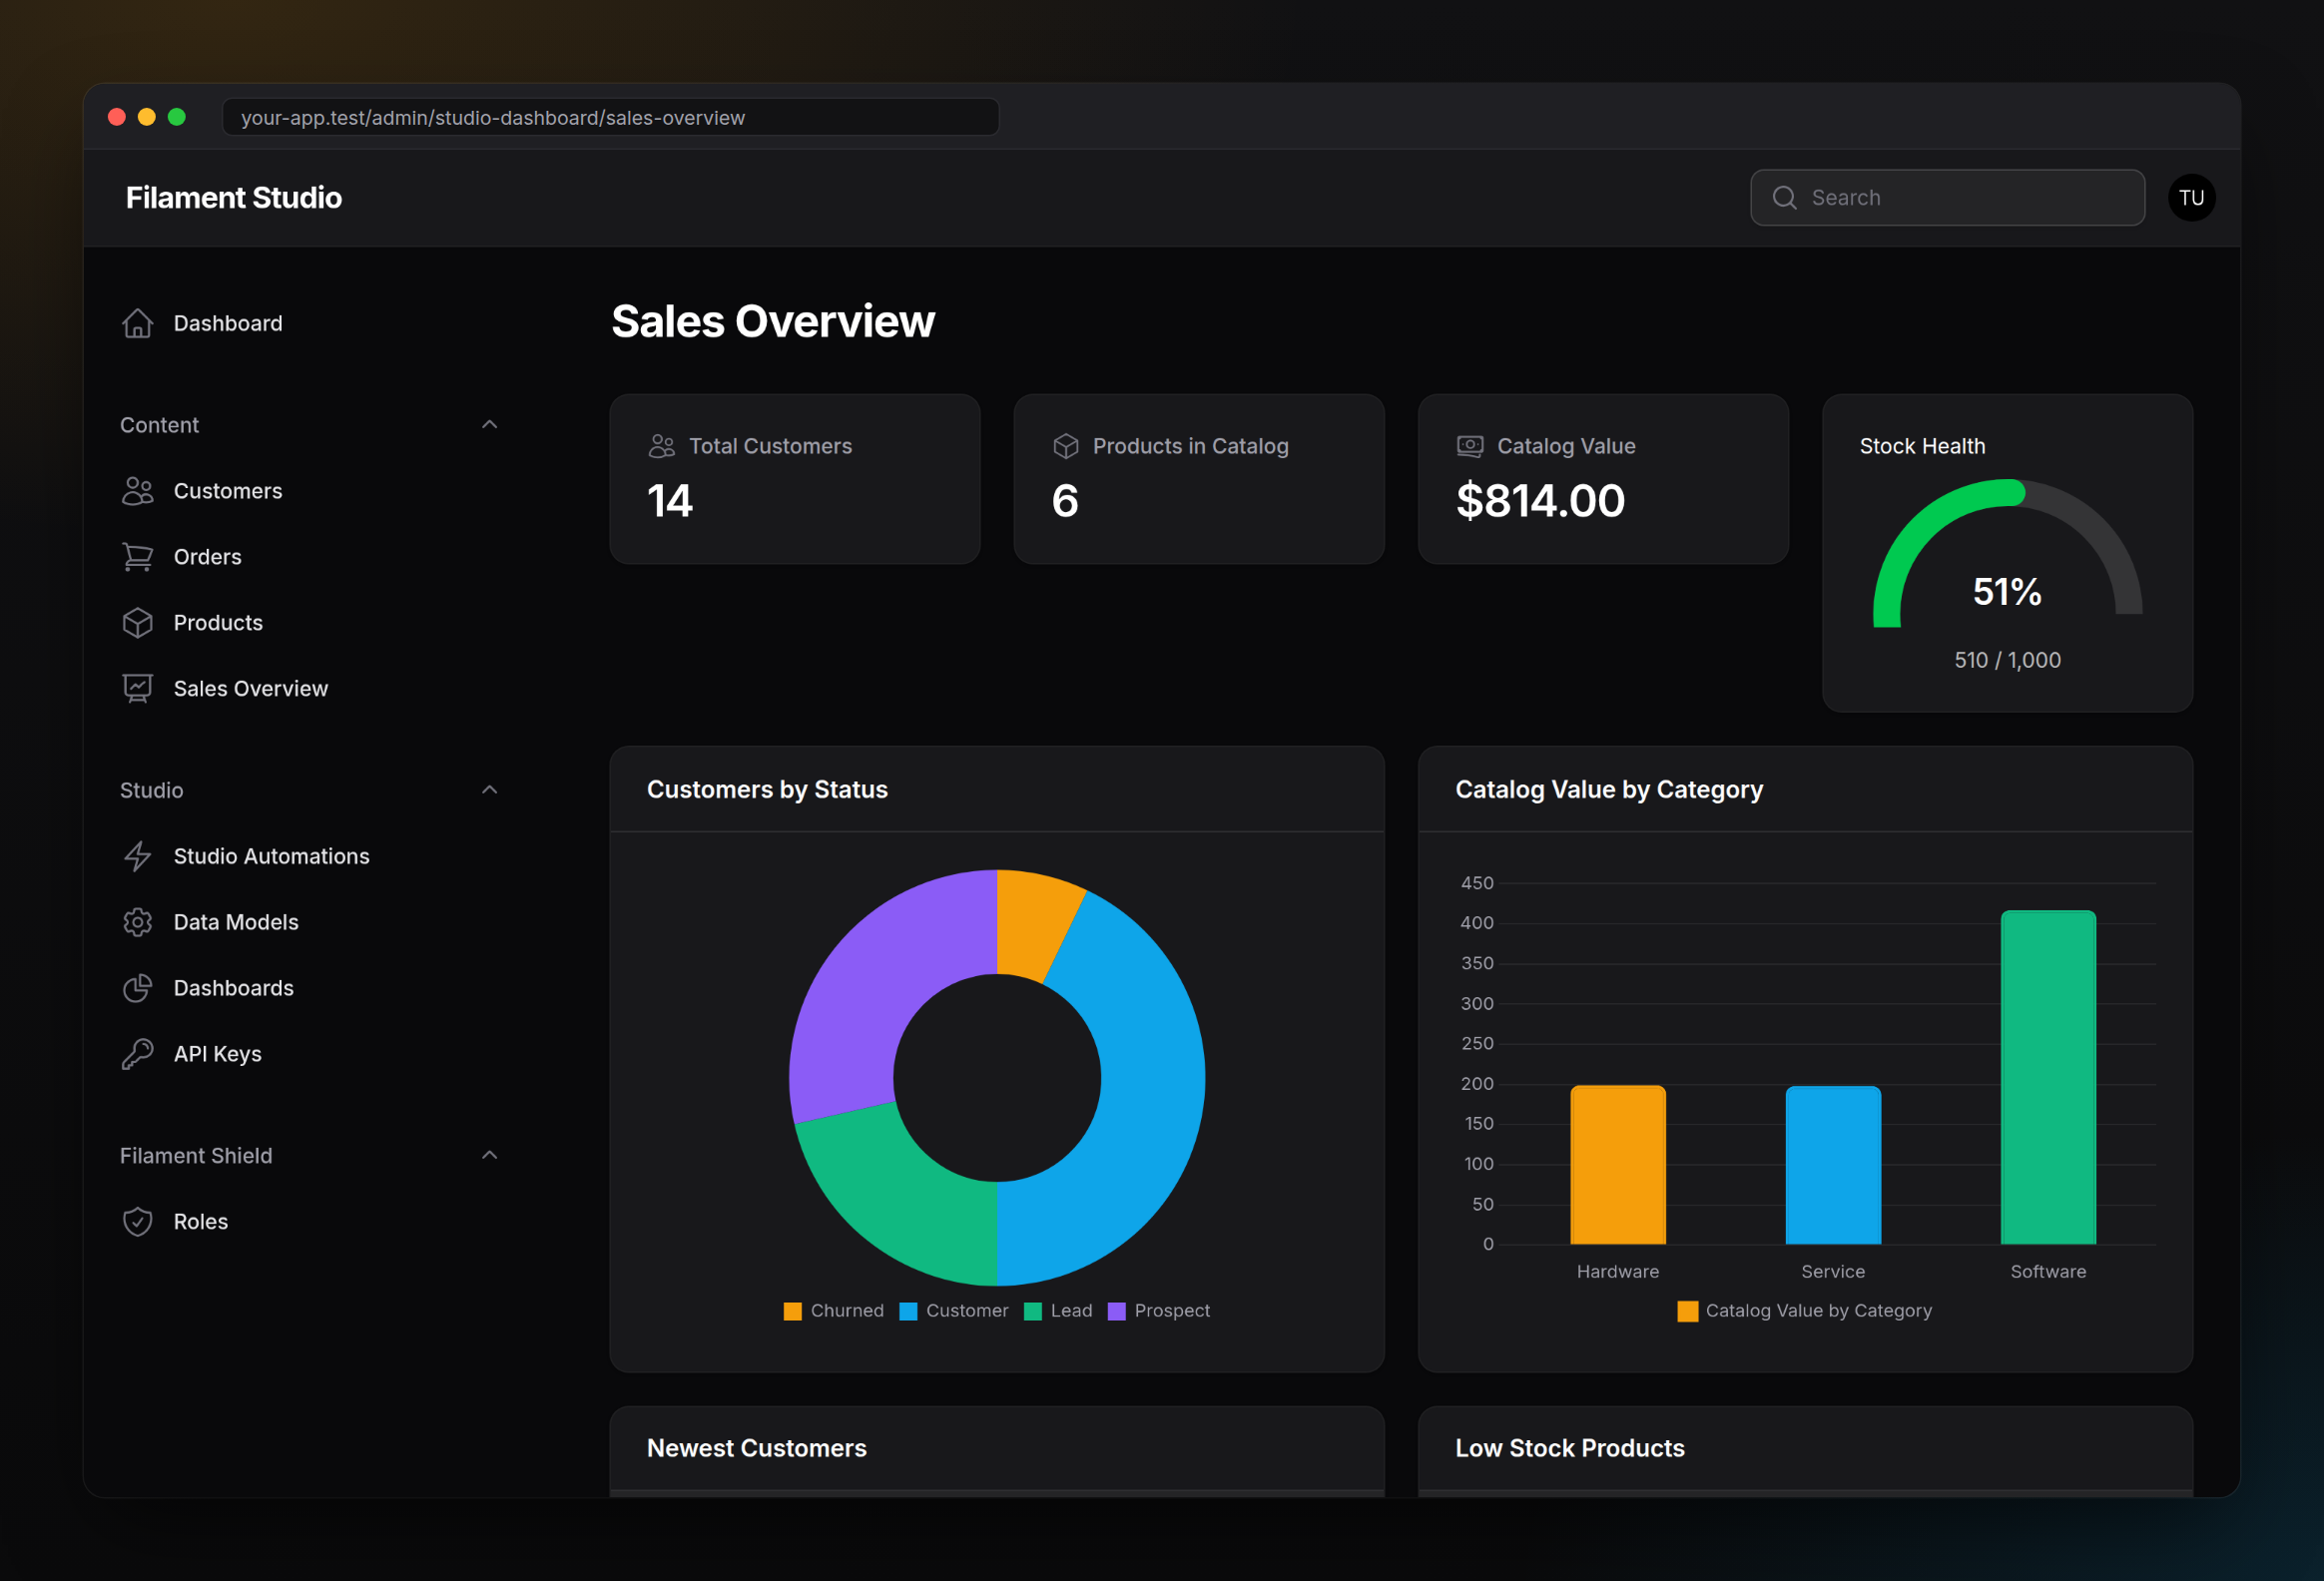 your-app.test/admin/studio-dashboard/sales-overview
Filament Studio
Search
TU
Dashboard
Content
Customers
Orders
Products
Sales Overview
Studio
Studio Automations
Data Models
Dashboards
API Keys
Filament Shield
Roles
Sales Overview
Total Customers
14
Products in Catalog
6
Catalog Value
$814.00
Stock Health
51%
510 / 1,000
Customers by Status
Churned Customer Lead Prospect
Catalog Value by Category
450
400
350
300
250
200
150
100
50
0
Hardware Service Software
Catalog Value by Category
Newest Customers
Low Stock Products